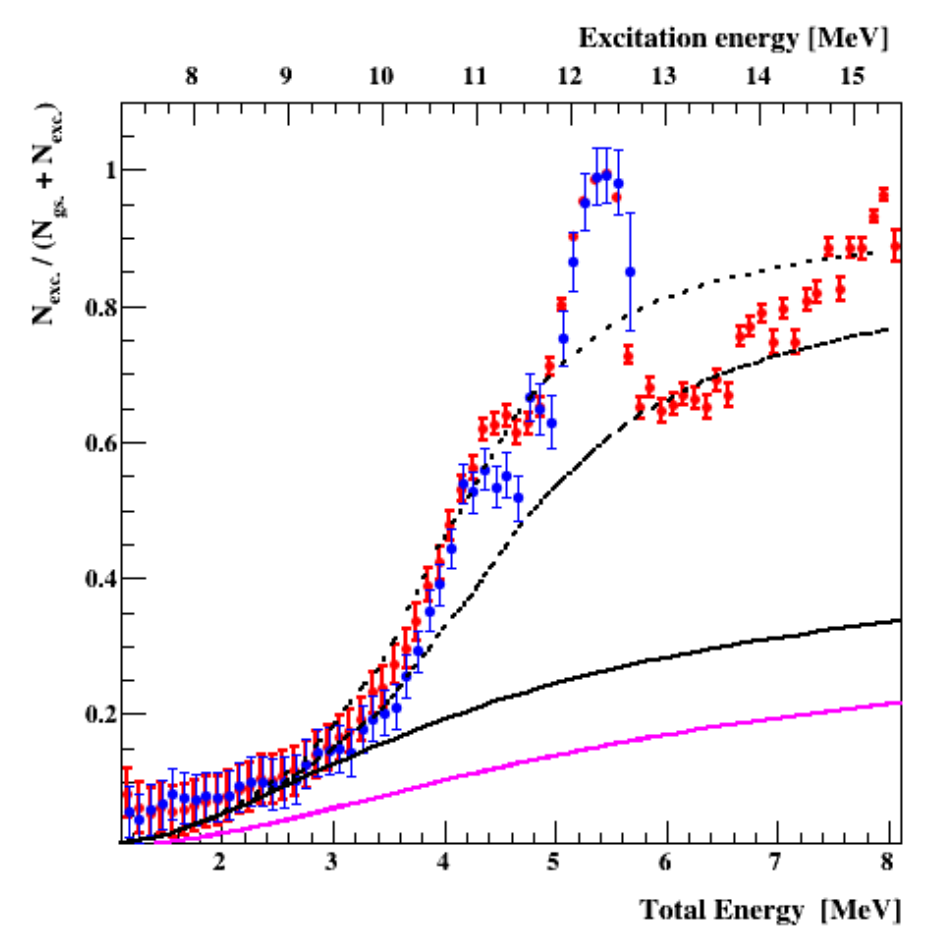 Excitation energy [MeV]
8 9 10 11 12 13 14 15
N_exc. / (N_gs. + N_exc.)
1
0.8
0.6
0.4
0.2
2 3 4 5 6 7 8
Total Energy [MeV]